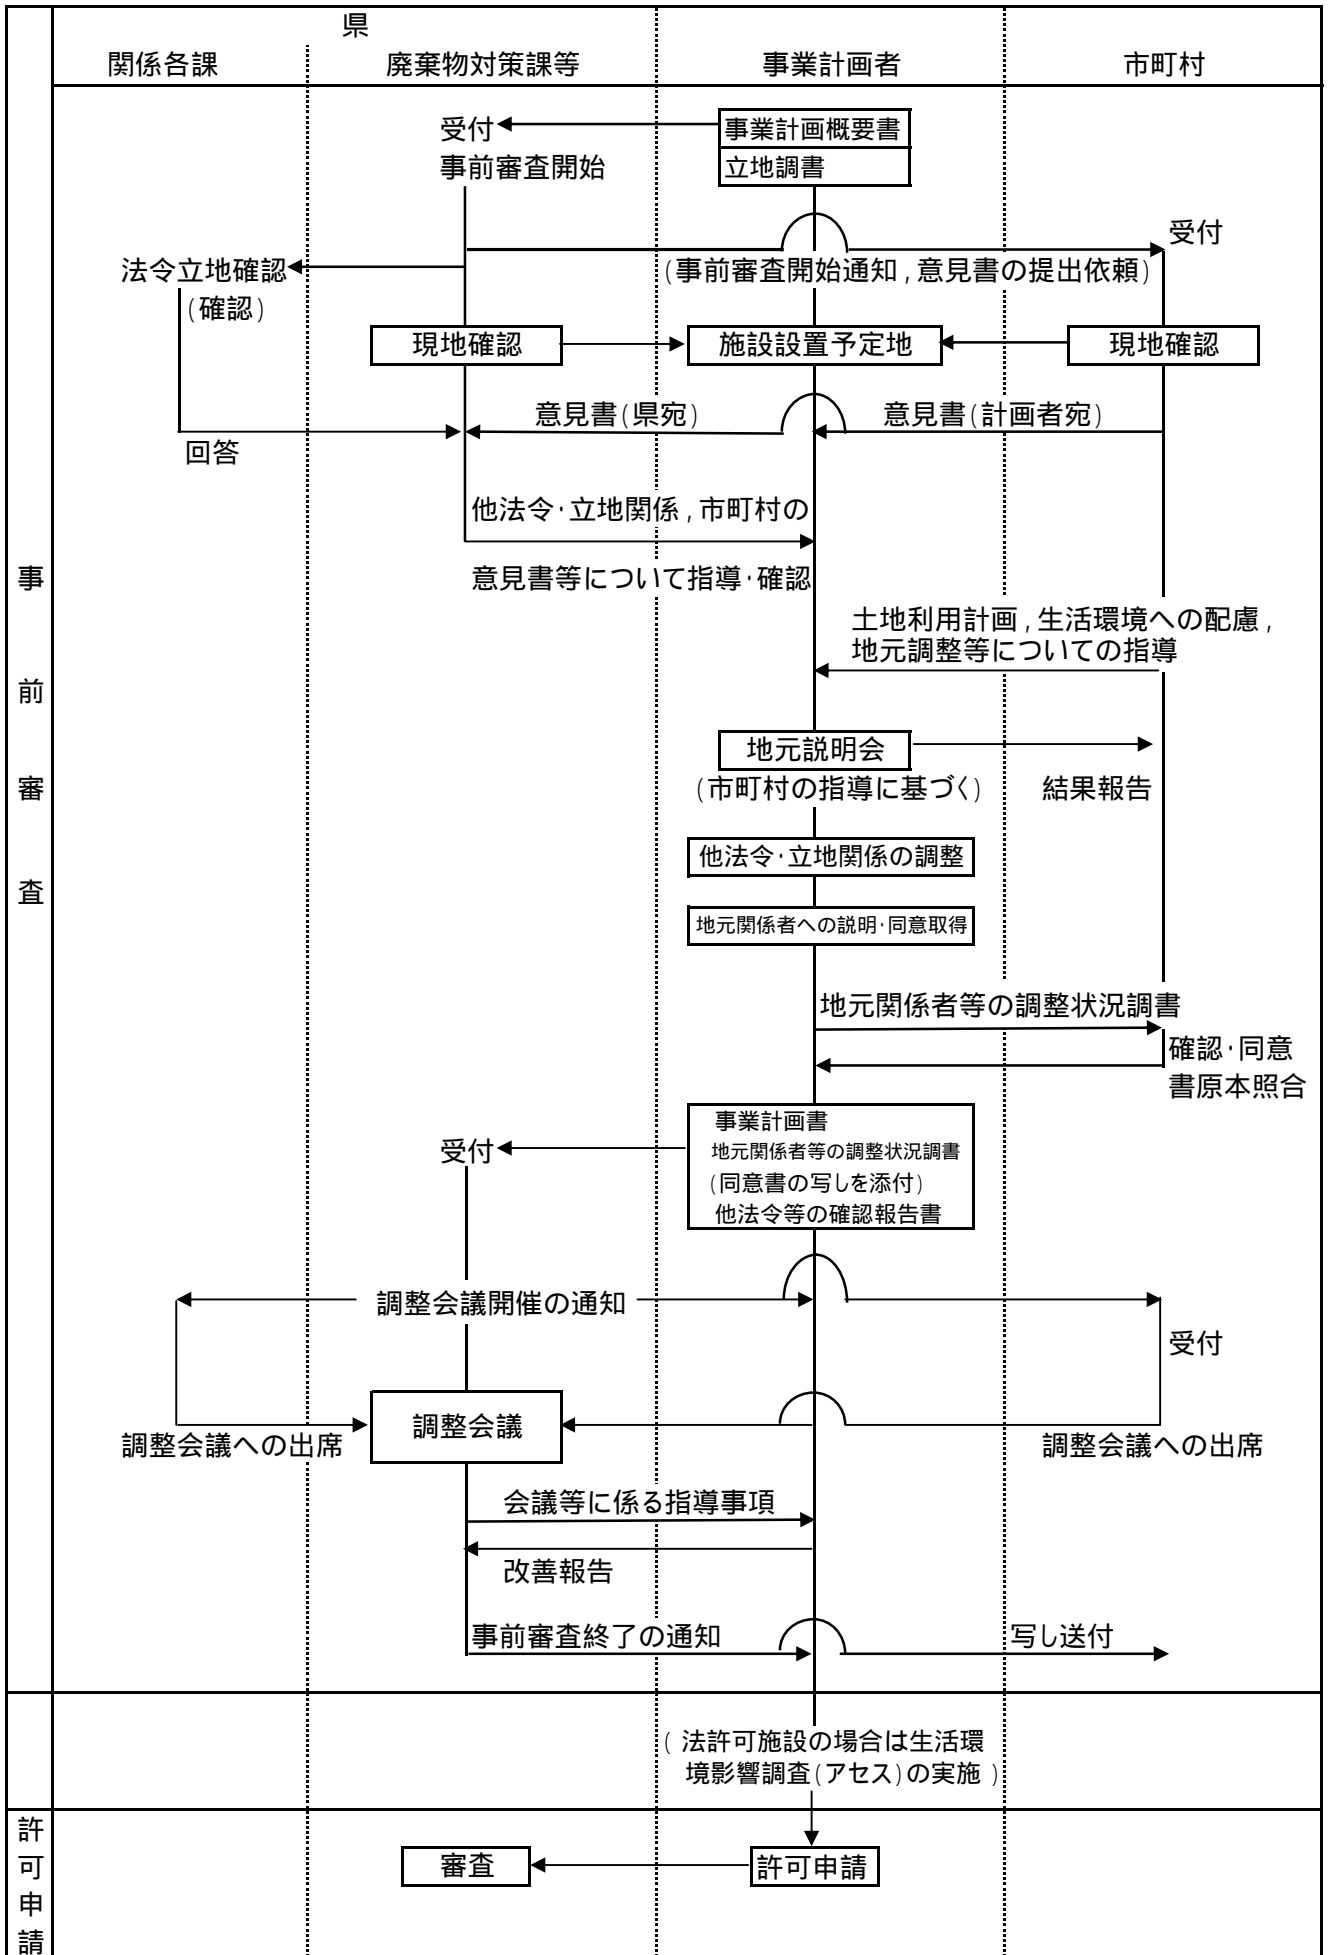 県
関係各課
廃棄物対策課等
事業計画者
市町村
事前審査
受付
事業計画概要書
事前審査開始
立地調書
受付
法令立地確認
(確認)
(事前審査開始通知,意見書の提出依頼)
現地確認
施設設置予定地
現地確認
意見書(県宛)
意見書(計画者宛)
回答
他法令・立地関係,市町村の
意見書等について指導・確認
土地利用計画,生活環境への配慮,
地元調整等についての指導
地元説明会
(市町村の指導に基づく)
結果報告
他法令・立地関係の調整
地元関係者への説明・同意取得
地元関係者等の調整状況調書
確認・同意
書原本照合
事業計画書
地元関係者等の調整状況調書
(同意書の写しを添付)
他法令等の確認報告書
受付
調整会議開催の通知
受付
調整会議
調整会議への出席
調整会議への出席
会議等に係る指導事項
改善報告
事前審査終了の通知
写し送付
( 法許可施設の場合は生活環
境影響調査(アセス)の実施 )
許可申請
審査
許可申請